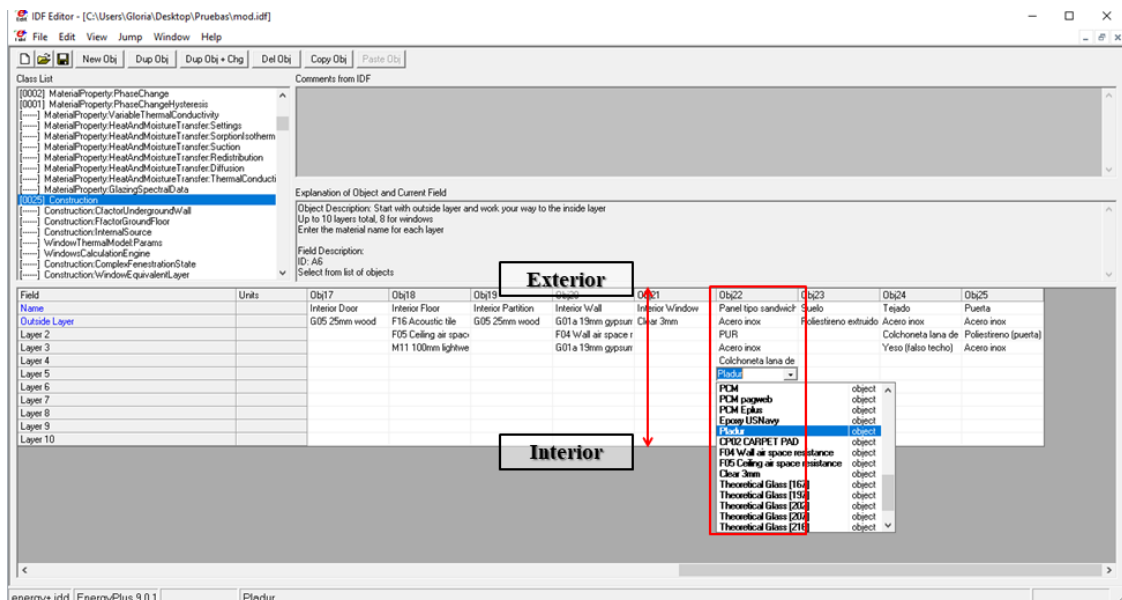 IDF Editor - [C:\Users\Gloria\Desktop\Pruebas\mod.idf]
File Edit View Jump Window Help
New Obj Dup Obj Dup Obj + Chg Del Obj Copy Obj Paste Obj
Class List
Comments from IDF
[0002] MaterialProperty:PhaseChange
[0001] MaterialProperty:PhaseChangeHysteresis
[------] MaterialProperty:VariableThermalConductivity
[------] MaterialProperty:HeatAndMoistureTransfer:Settings
[------] MaterialProperty:HeatAndMoistureTransfer:SorptionIsotherm
[------] MaterialProperty:HeatAndMoistureTransfer:Suction
[------] MaterialProperty:HeatAndMoistureTransfer:Redistribution
[------] MaterialProperty:HeatAndMoistureTransfer:Diffusion
[------] MaterialProperty:HeatAndMoistureTransfer:ThermalConducti
[------] MaterialProperty:GlazingSpectralData
[0025] Construction
[------] Construction:CfactorUndergroundWall
[------] Construction:FfactorGroundFloor
[------] Construction:InternalSource
[------] WindowThermalModel:Params
[------] WindowsCalculationEngine
[------] Construction:ComplexFenestrationState
[------] Construction:WindowEquivalentLayer
Explanation of Object and Current Field
Object Description: Start with outside layer and work your way to the inside layer
Up to 10 layers total, 8 for windows
Enter the material name for each layer
Field Description:
ID: A6
Select from list of objects
Exterior
Field Units Obj17 Obj18 Obj19 Obj20 Obj21 Obj22 Obj23 Obj24 Obj25
Name Interior Door Interior Floor Interior Partition Interior Wall Interior Window Panel tipo sandwich Suelo Tejado Puerta
Outside Layer G05 25mm wood F16 Acoustic tile G05 25mm wood G01a 19mm gypsum Clear 3mm Acero inox Poliestireno extruido Acero inox Acero inox
Layer 2 F05 Ceiling air spac F04 Wall air space r PUR Colchoneta lana de Poliestireno (puerta)
Layer 3 M11 100mm lightwe G01a 19mm gypsum Acero inox Yeso (falso techo) Acero inox
Layer 4 Colchoneta lana de
Layer 5 Pladur
Layer 6
Layer 7
Layer 8
Layer 9
Layer 10
PCM object
PCM pagweb object
PCM Eplus object
Epoxy USNavy object
Pladur object
CP02 CARPET PAD object
F04 Wall air space resistance object
F05 Ceiling air space resistance object
Clear 3mm object
Theoretical Glass [167] object
Theoretical Glass [197] object
Theoretical Glass [202] object
Theoretical Glass [207] object
Theoretical Glass [216] object
Interior
energy+.idd EnergyPlus 9.0.1 Pladur